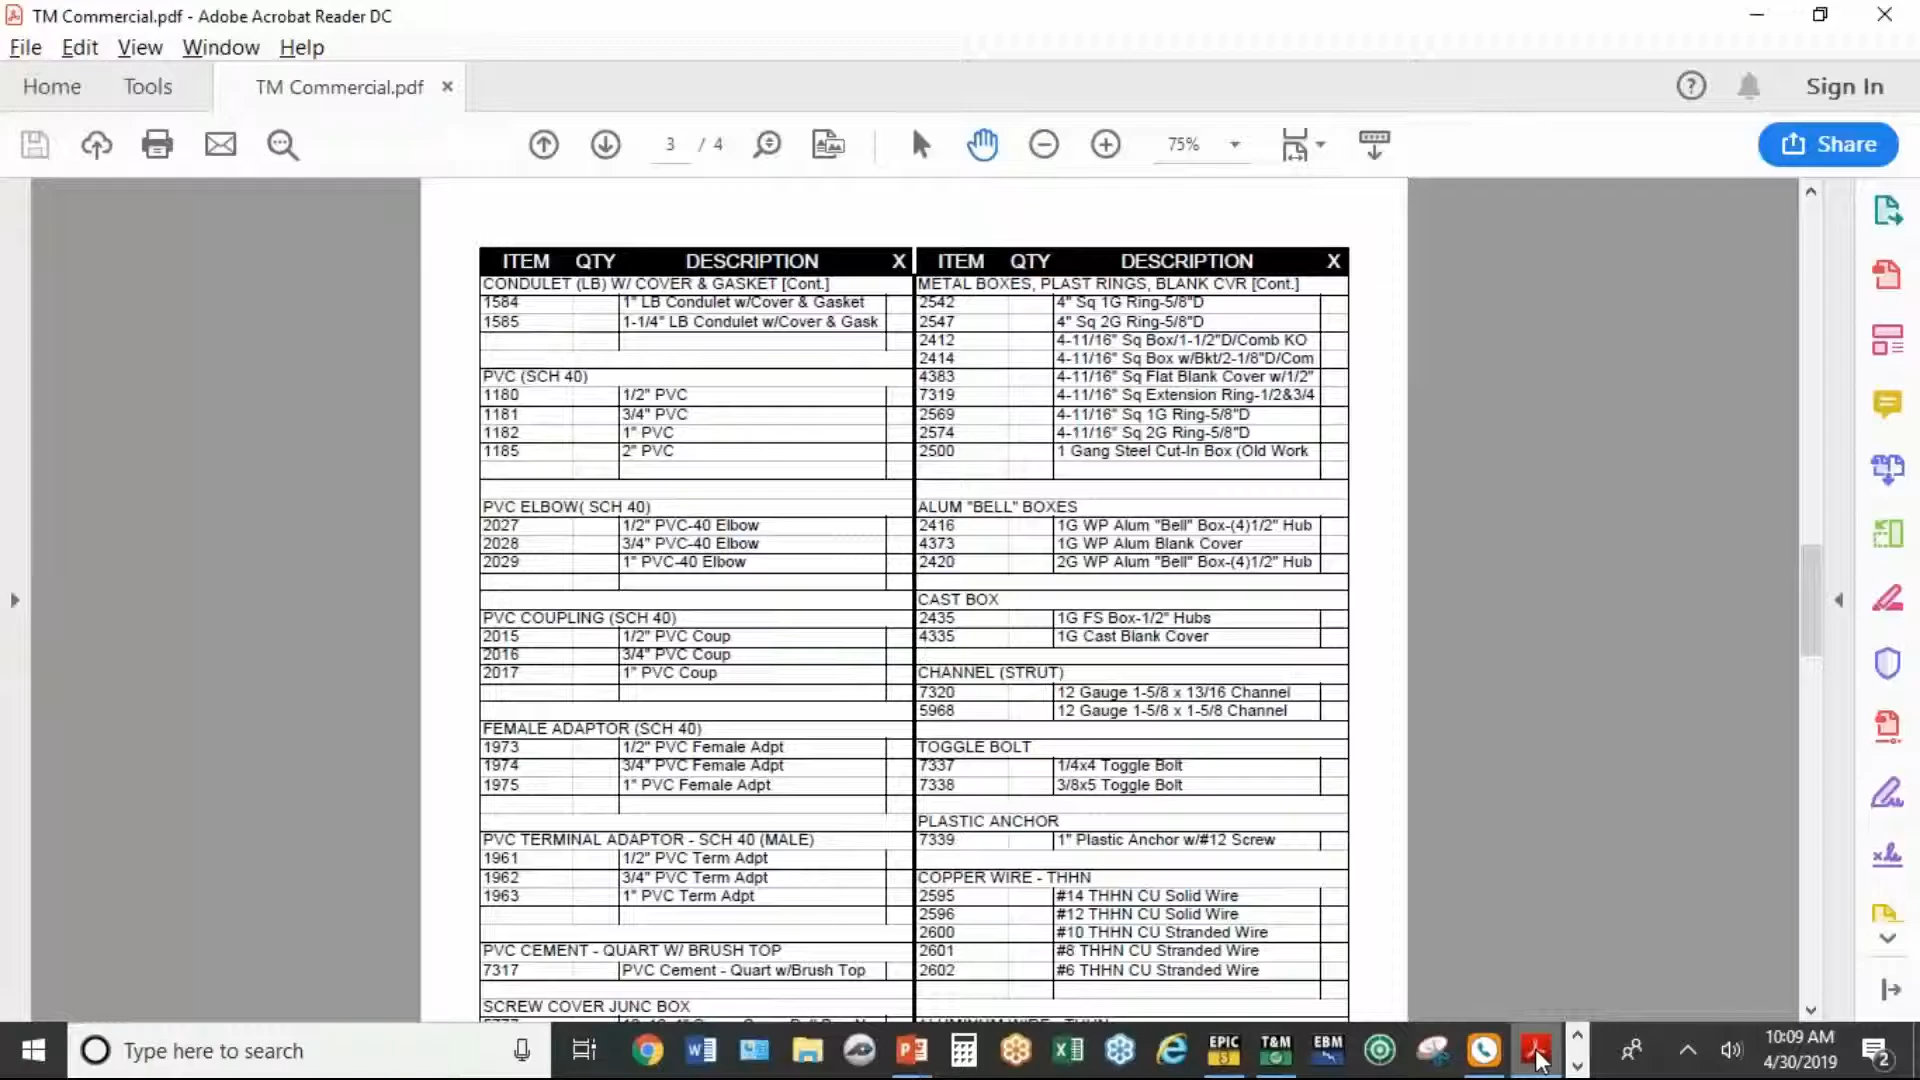 TM Commercial.pdf - Adobe Acrobat Reader DC
File Edit View Window Help
Home Tools TM Commercial.pdf × Sign In
3 / 4 75% Share
ITEM QTY DESCRIPTION X
CONDULET (LB) W/ COVER & GASKET [Cont.]
1584 1" LB Condulet w/Cover & Gasket
1585 1-1/4" LB Condulet w/Cover & Gask
PVC (SCH 40)
1180 1/2" PVC
1181 3/4" PVC
1182 1" PVC
1185 2" PVC
PVC ELBOW( SCH 40)
2027 1/2" PVC-40 Elbow
2028 3/4" PVC-40 Elbow
2029 1" PVC-40 Elbow
PVC COUPLING (SCH 40)
2015 1/2" PVC Coup
2016 3/4" PVC Coup
2017 1" PVC Coup
FEMALE ADAPTOR (SCH 40)
1973 1/2" PVC Female Adpt
1974 3/4" PVC Female Adpt
1975 1" PVC Female Adpt
PVC TERMINAL ADAPTOR - SCH 40 (MALE)
1961 1/2" PVC Term Adpt
1962 3/4" PVC Term Adpt
1963 1" PVC Term Adpt
PVC CEMENT - QUART W/ BRUSH TOP
7317 PVC Cement - Quart w/Brush Top
SCREW COVER JUNC BOX
ITEM QTY DESCRIPTION X
METAL BOXES, PLAST RINGS, BLANK CVR [Cont.]
2542 4" Sq 1G Ring-5/8"D
2547 4" Sq 2G Ring-5/8"D
2412 4-11/16" Sq Box/1-1/2"D/Comb KO
2414 4-11/16" Sq Box w/Bkt/2-1/8"D/Com
4383 4-11/16" Sq Flat Blank Cover w/1/2"
7319 4-11/16" Sq Extension Ring-1/2&3/4
2569 4-11/16" Sq 1G Ring-5/8"D
2574 4-11/16" Sq 2G Ring-5/8"D
2500 1 Gang Steel Cut-In Box (Old Work
ALUM "BELL" BOXES
2416 1G WP Alum "Bell" Box-(4)1/2" Hub
4373 1G WP Alum Blank Cover
2420 2G WP Alum "Bell" Box-(4)1/2" Hub
CAST BOX
2435 1G FS Box-1/2" Hubs
4335 1G Cast Blank Cover
CHANNEL (STRUT)
7320 12 Gauge 1-5/8 x 13/16 Channel
5968 12 Gauge 1-5/8 x 1-5/8 Channel
TOGGLE BOLT
7337 1/4x4 Toggle Bolt
7338 3/8x5 Toggle Bolt
PLASTIC ANCHOR
7339 1" Plastic Anchor w/#12 Screw
COPPER WIRE - THHN
2595 #14 THHN CU Solid Wire
2596 #12 THHN CU Solid Wire
2600 #10 THHN CU Stranded Wire
2601 #8 THHN CU Stranded Wire
2602 #6 THHN CU Stranded Wire
Type here to search EPIC 5 T&M EBM 10:09 AM
4/30/2019 2